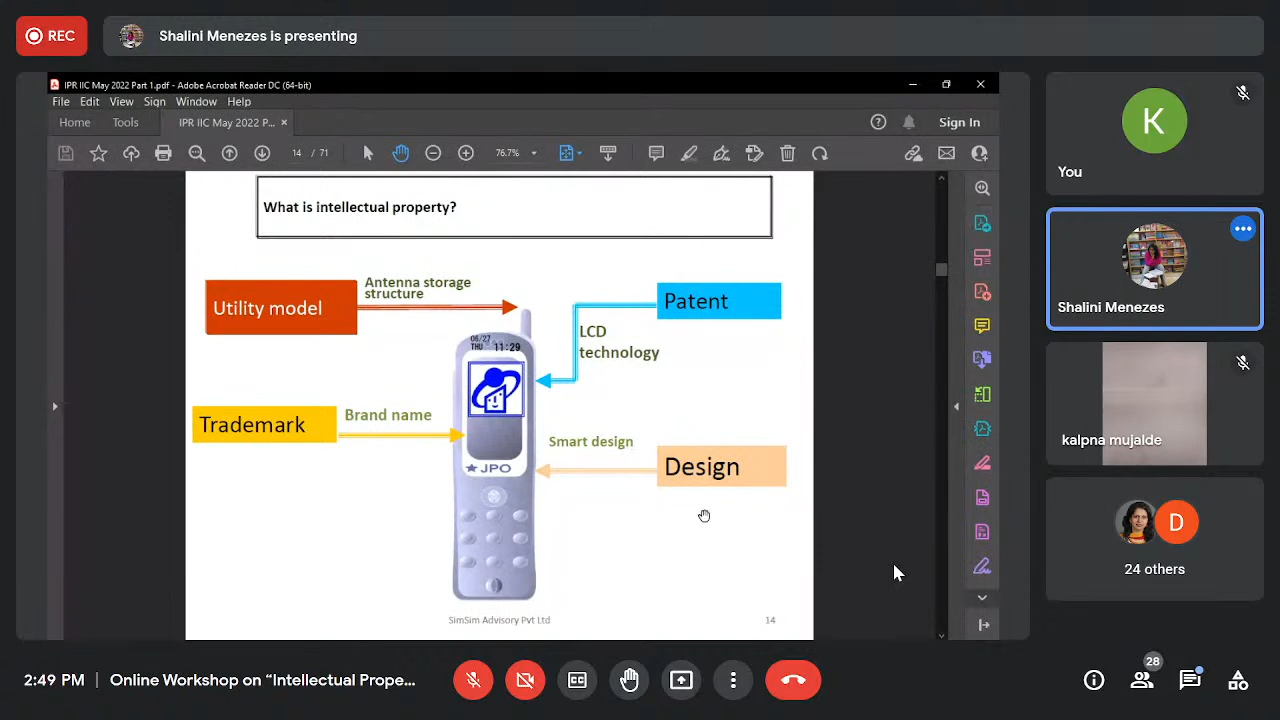 REC
Shalini Menezes is presenting
IPR IIC May 2022 Part 1.pdf - Adobe Acrobat Reader DC (64-bit)
File Edit View Sign Window Help
Home Tools IPR IIC May 2022 P... × Sign In
14 / 71 76.7%
What is intellectual property?
Utility model
Antenna storage
structure
Patent
LCD
technology
06/27
THU 11:29
Trademark
Brand name
Smart design
Design
JPO
SimSim Advisory Pvt Ltd
14
K
You
Shalini Menezes
kalpna mujalde
D
24 others
2:49 PM | Online Workshop on “Intellectual Prope...
28